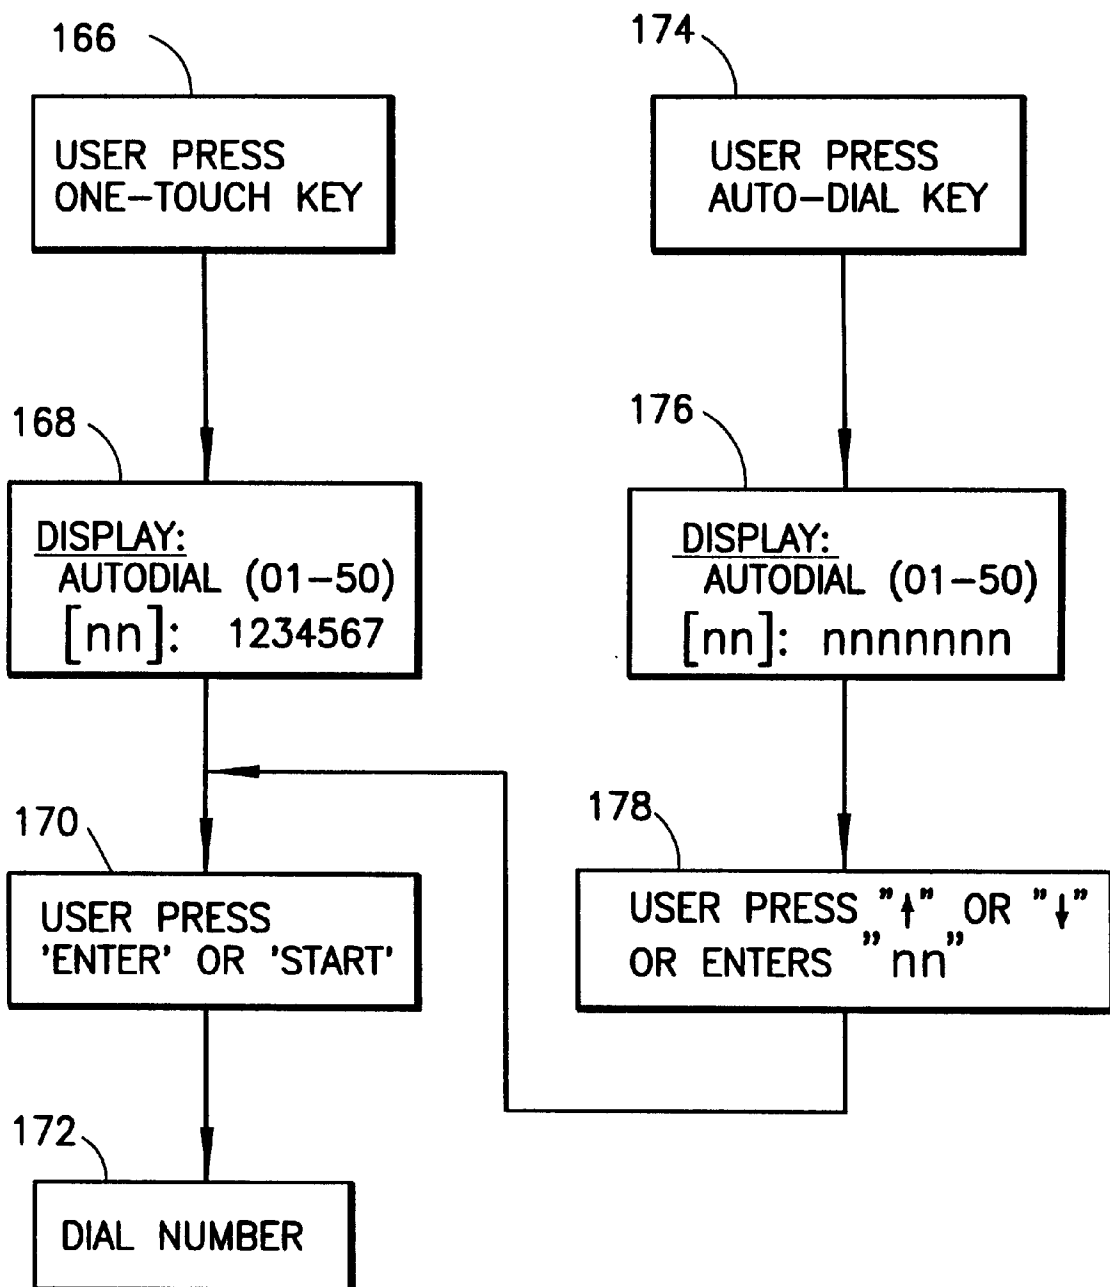 166
USER PRESS
ONE-TOUCH KEY
168
DISPLAY:
AUTODIAL (01-50)
[nn]: 1234567
170
USER PRESS
'ENTER' OR 'START'
172
DIAL NUMBER
174
USER PRESS
AUTO-DIAL KEY
176
DISPLAY:
AUTODIAL (01-50)
[nn]: nnnnnnn
178
USER PRESS "↑" OR "↓"
OR ENTERS "nn"